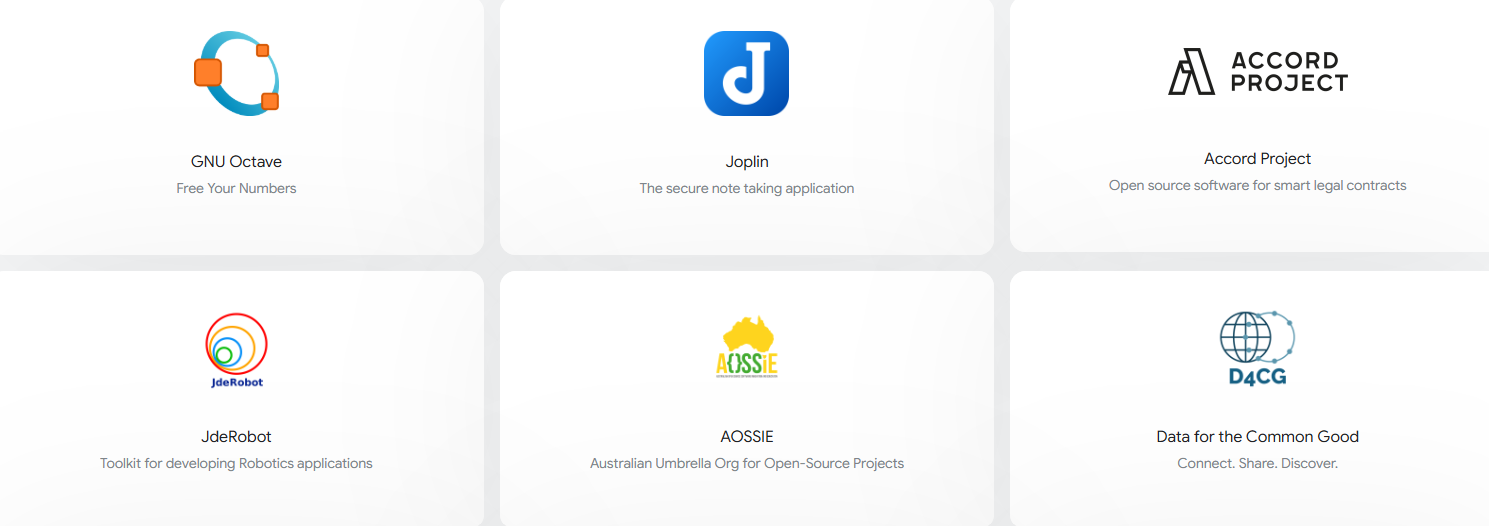 ACCORD
PROJECT
GNU Octave
Free Your Numbers
Joplin
The secure note taking application
Accord Project
Open source software for smart legal contracts
JdeRobot
JdeRobot
Toolkit for developing Robotics applications
A{}SSiE
AOSSIE
Australian Umbrella Org for Open-Source Projects
D4CG
Data for the Common Good
Connect. Share. Discover.